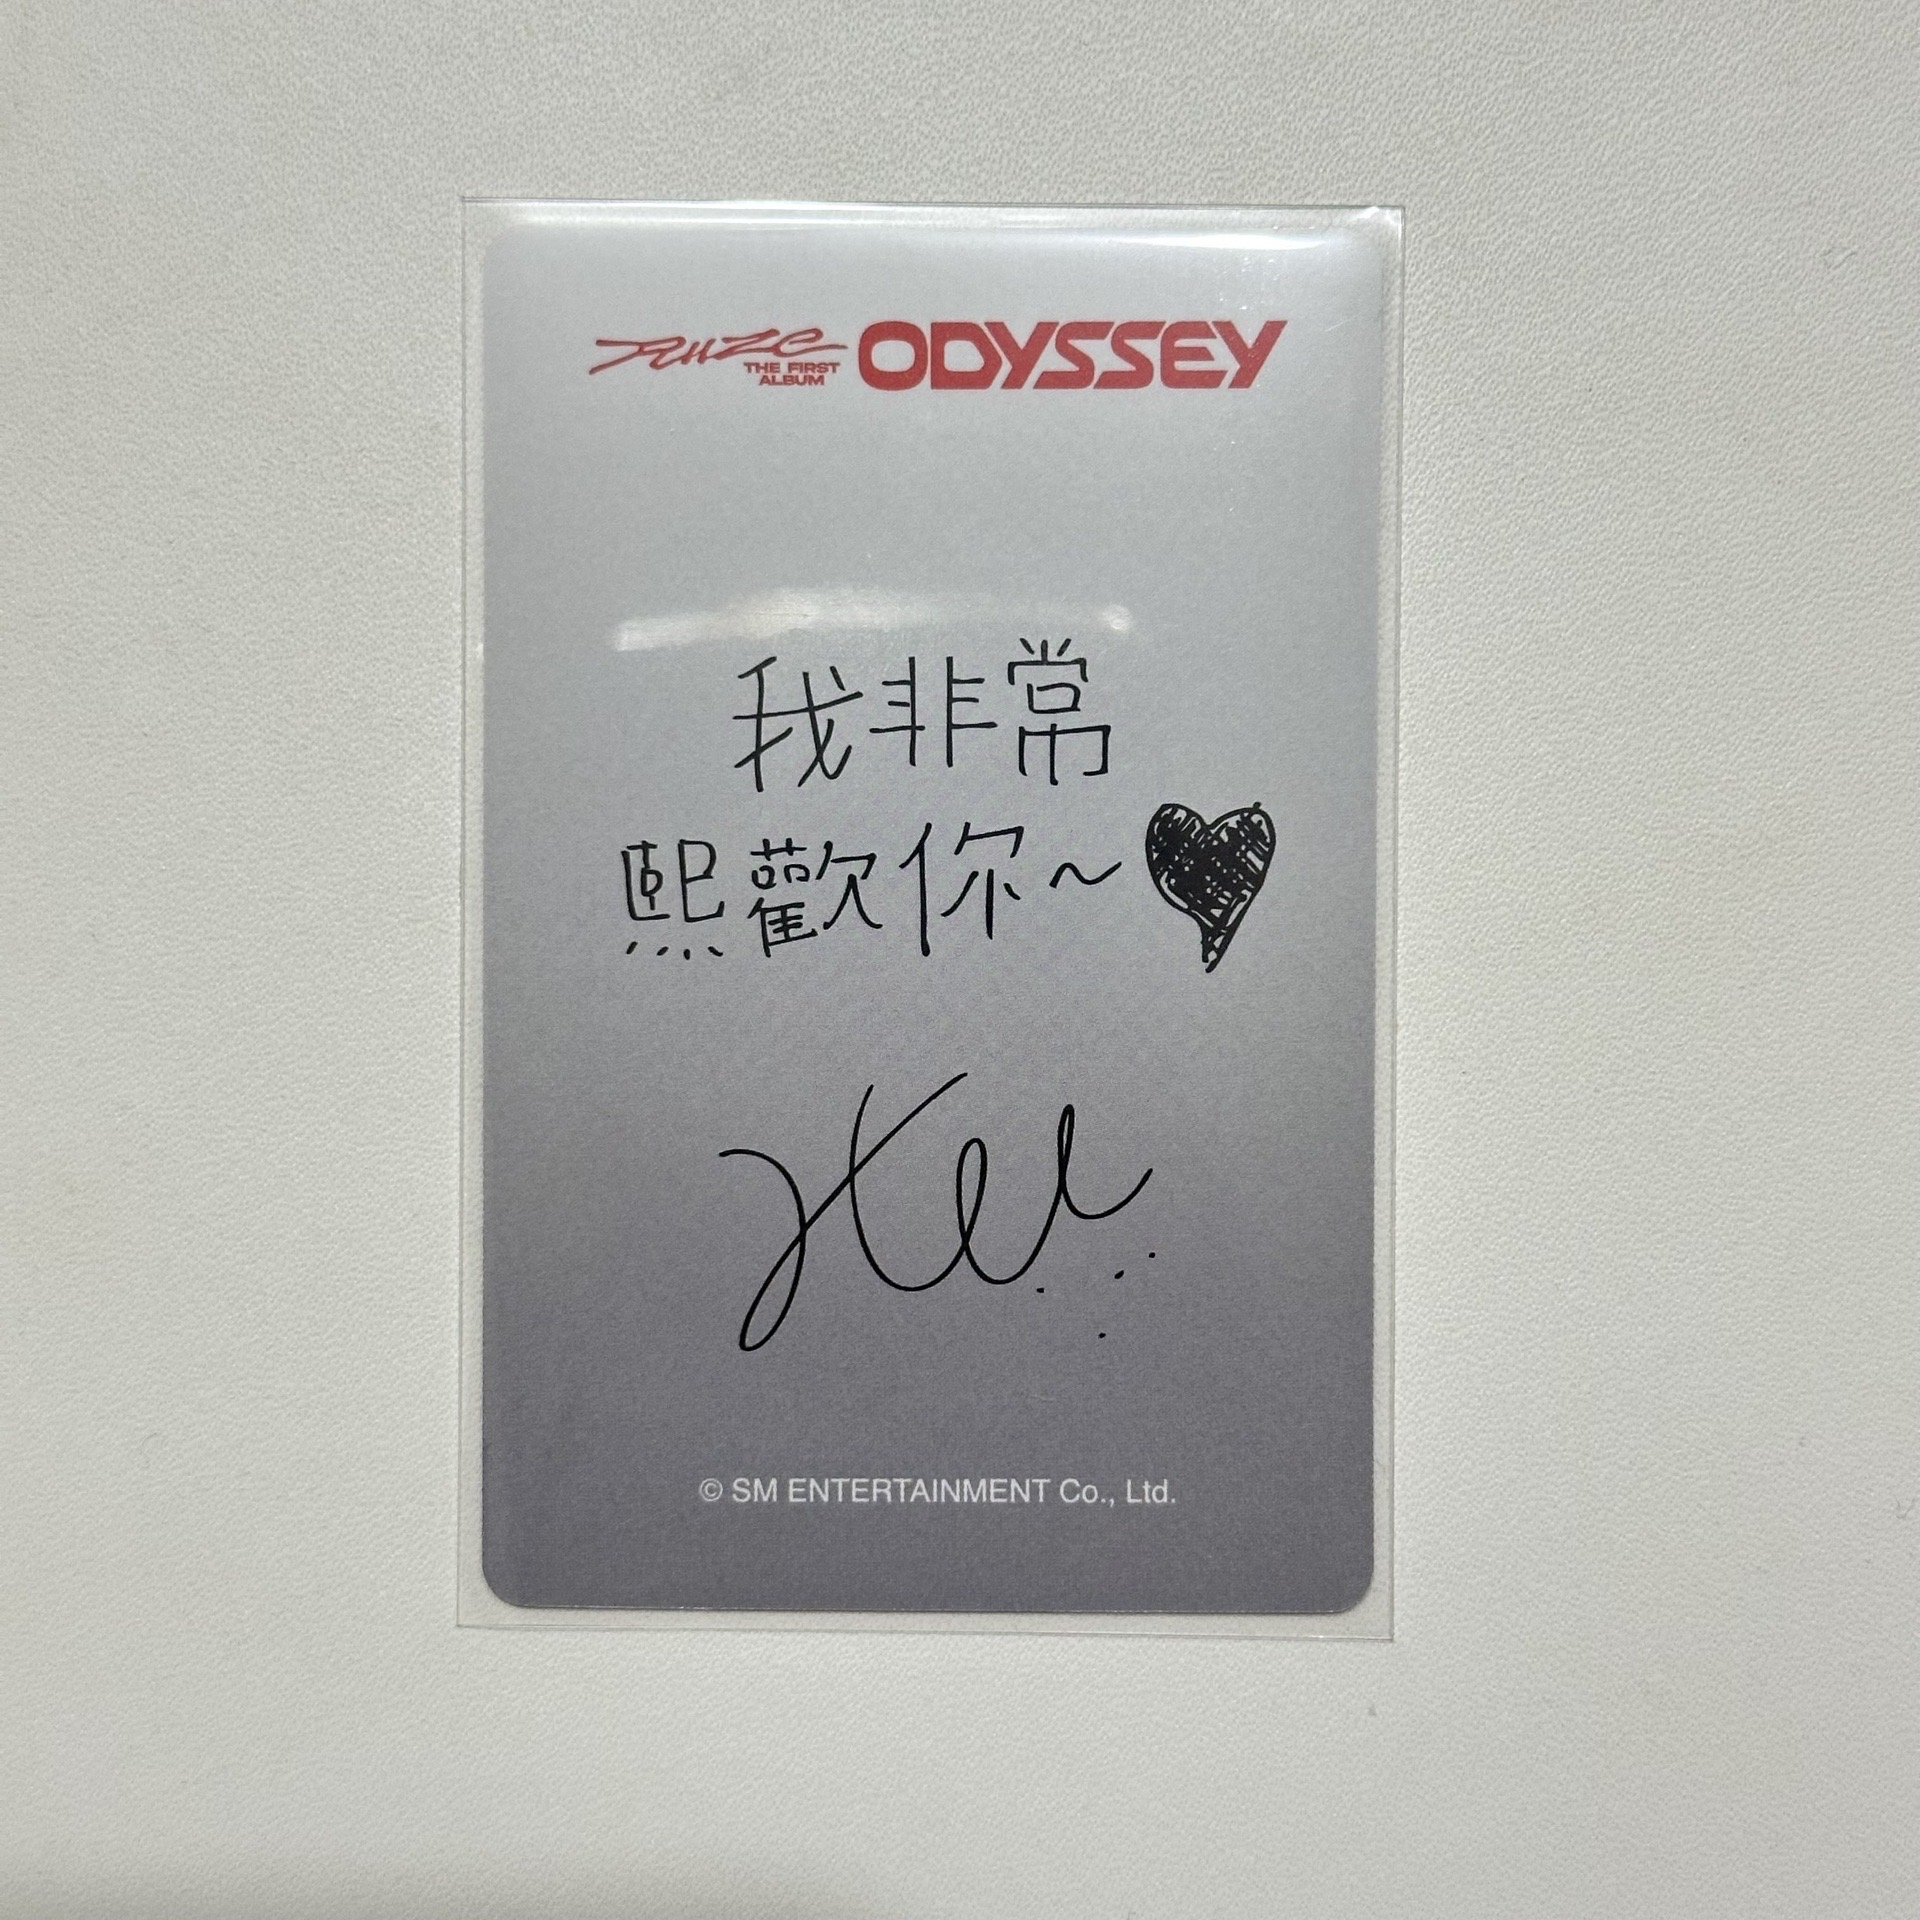 RIIZE THE FIRST ALBUM ODYSSEY
我非常
熙歡你~
© SM ENTERTAINMENT Co., Ltd.